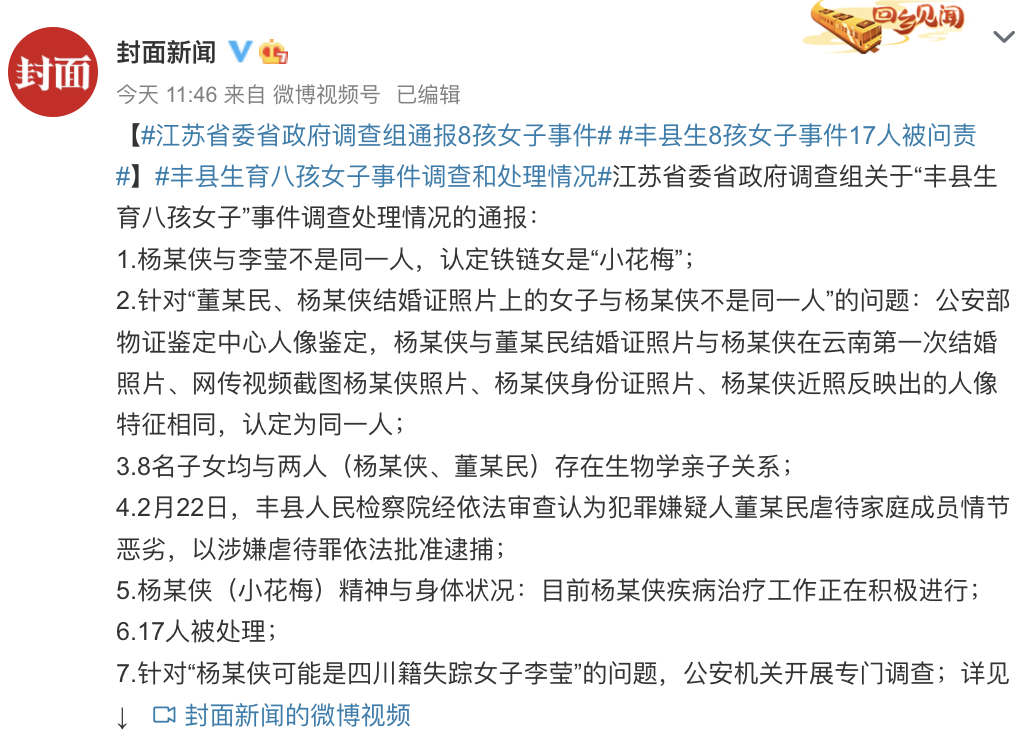 回乡见闻
封面
封面新闻
今天 11:46 来自 微博视频号 已编辑
【#江苏省委省政府调查组通报8孩女子事件# #丰县生8孩女子事件17人被问责
#】#丰县生育八孩女子事件调查和处理情况#江苏省委省政府调查组关于“丰县生
育八孩女子”事件调查处理情况的通报：
1.杨某侠与李莹不是同一人，认定铁链女是“小花梅”；
2.针对“董某民、杨某侠结婚证照片上的女子与杨某侠不是同一人”的问题：公安部
物证鉴定中心人像鉴定，杨某侠与董某民结婚证照片与杨某侠在云南第一次结婚
照片、网传视频截图杨某侠照片、杨某侠身份证照片、杨某侠近照反映出的人像
特征相同，认定为同一人；
3.8名子女均与两人（杨某侠、董某民）存在生物学亲子关系；
4.2月22日，丰县人民检察院经依法审查认为犯罪嫌疑人董某民虐待家庭成员情节
恶劣，以涉嫌虐待罪依法批准逮捕；
5.杨某侠（小花梅）精神与身体状况：目前杨某侠疾病治疗工作正在积极进行；
6.17人被处理；
7.针对“杨某侠可能是四川籍失踪女子李莹”的问题，公安机关开展专门调查；详见
↓ 封面新闻的微博视频